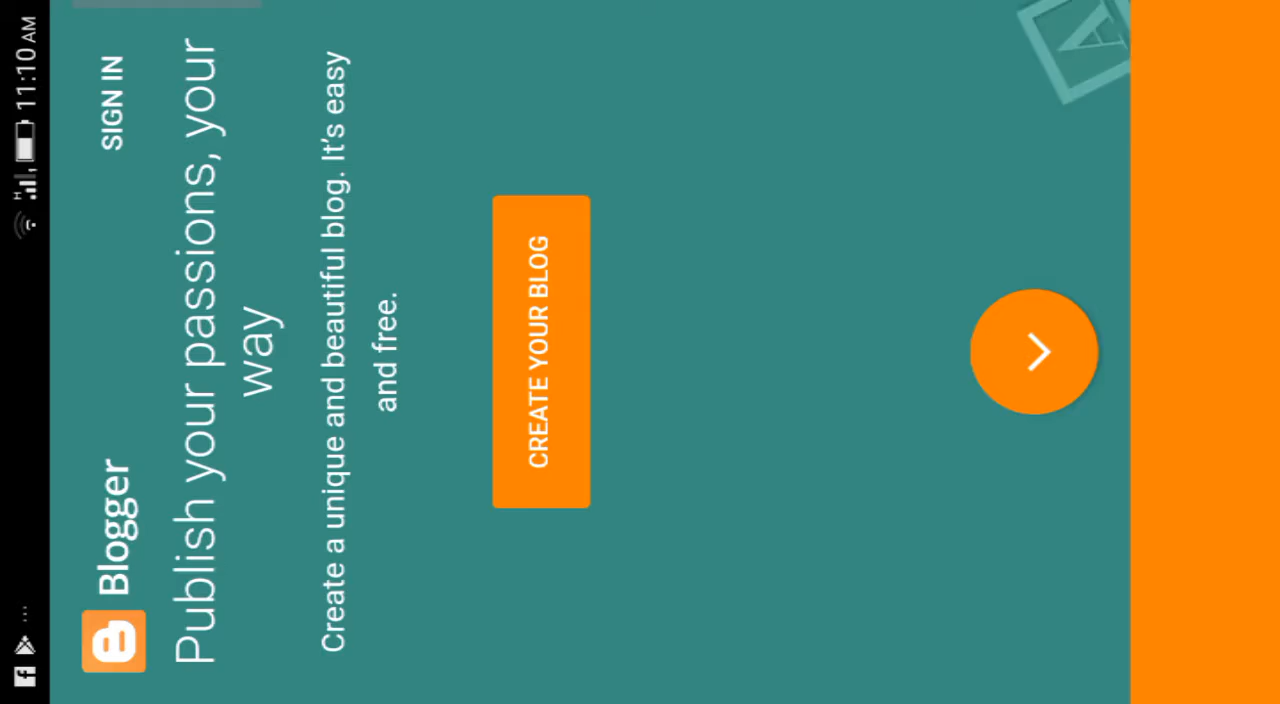 H 11:10 AM
Blogger
SIGN IN
Publish your passions, your
way
Create a unique and beautiful blog. It's easy
and free.
CREATE YOUR BLOG
A